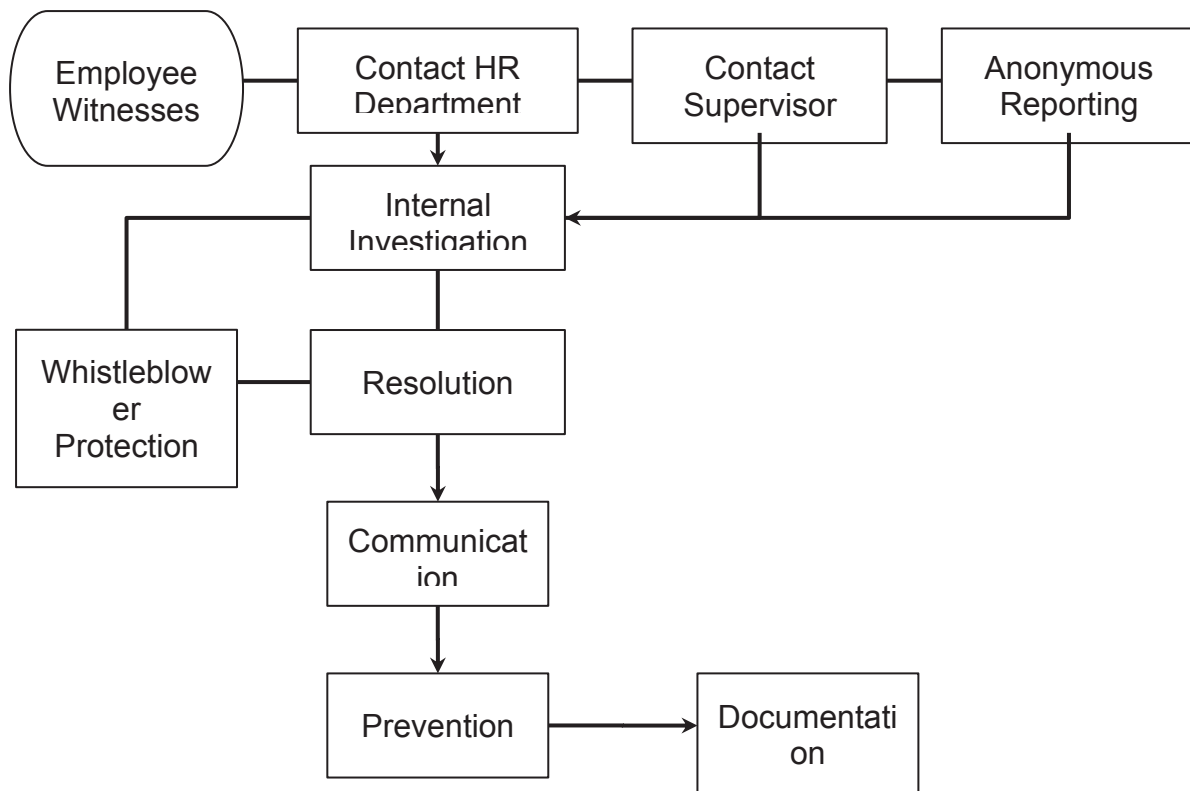 Employee
Witnesses
Contact HR
Department
Contact
Supervisor
Anonymous
Reporting
Internal
Investigation
Whistleblow
er
Protection
Resolution
Communicat
ion
Prevention
Documentati
on